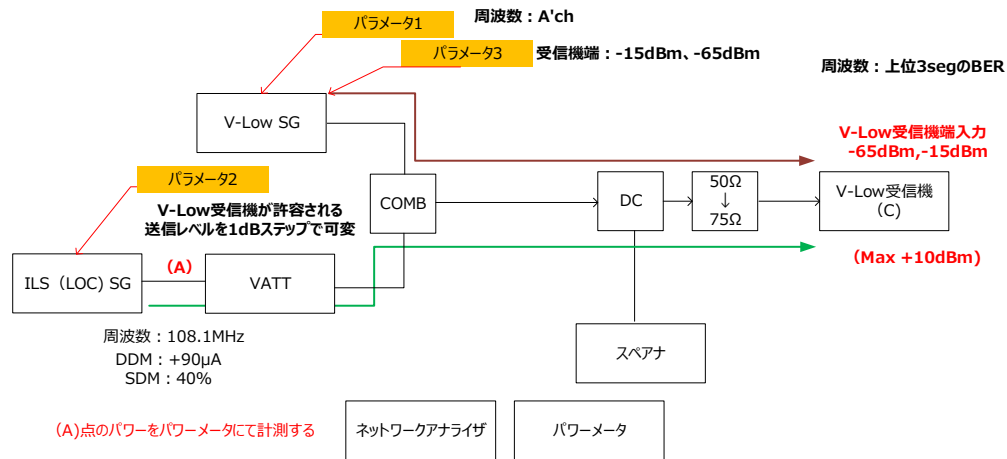 パラメータ1
周波数：A'ch
パラメータ3
受信機端：-15dBm、-65dBm
周波数：上位3segのBER
V-Low SG
V-Low受信機端入力
-65dBm,-15dBm
パラメータ2
V-Low受信機が許容される
送信レベルを1dBステップで可変
COMB
DC
50Ω
↓
75Ω
V-Low受信機
（C）
ILS（LOC) SG
（A）
VATT
（Max +10dBm）
周波数：108.1MHz
DDM：+90μA
SDM：40%
スペアナ
（A)点のパワーをパワーメータにて計測する
ネットワークアナライザ
パワーメータ